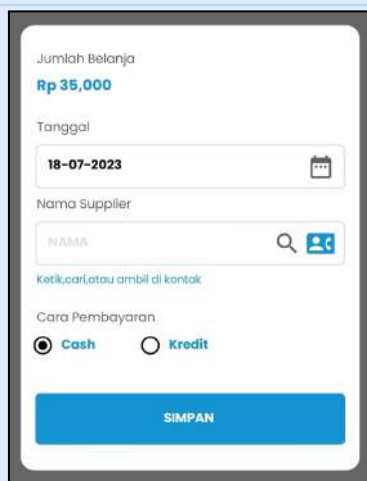 Jumlah Belanja
Rp 35,000
Tanggal
18-07-2023
Nama Supplier
NAMA
Ketik,cari,atau ambil di kontak
Cara Pembayaran
Cash Kredit
SIMPAN